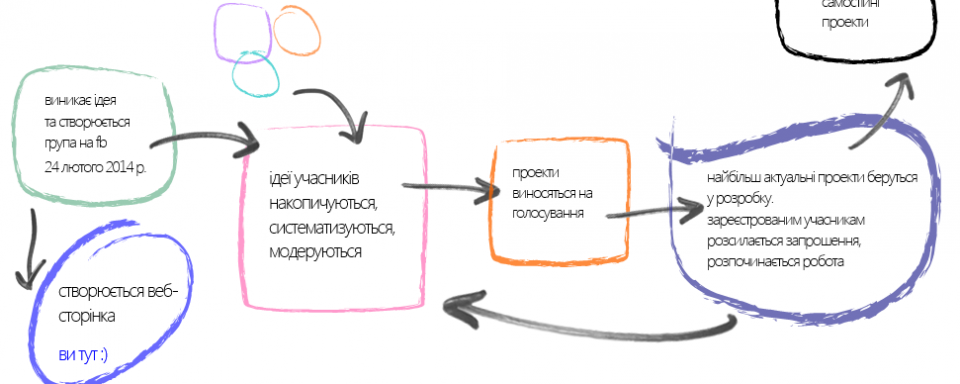 самостійні
проекти
виникає ідея
та створюється
група на fb
24 лютого 2014 р.
ідеї учасників
накопичуються,
систематизуються,
модеруються
проекти
виносяться на
голосування
найбільш актуальні проекти беруться
у розробку.
зареєстрованим учасникам
розсилається запрошення,
розпочинається робота
створюється веб-
сторінка
ви тут :)